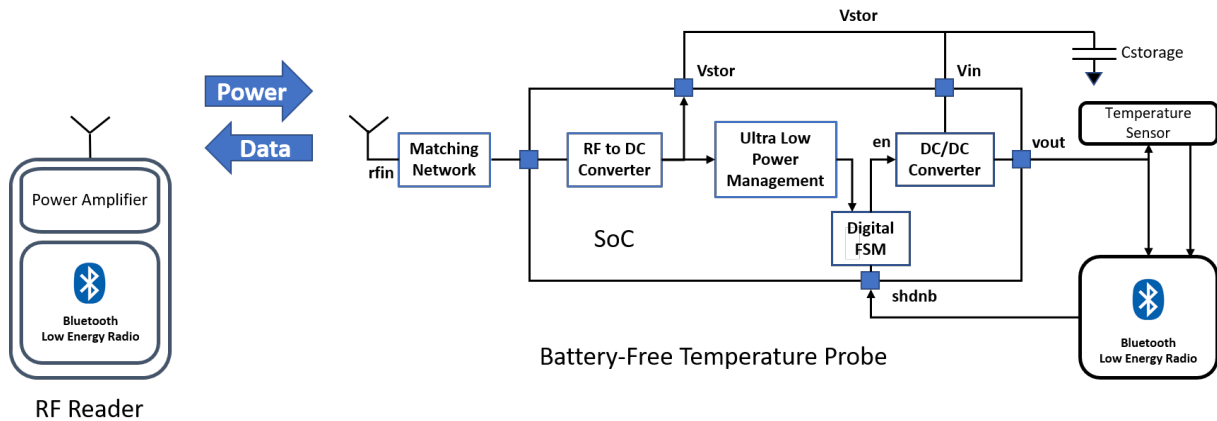 Power
Data
Power Amplifier
Bluetooth
Low Energy Radio
RF Reader
rfin
Matching
Network
RF to DC
Converter
Vstor
Vstor
Vin
Cstorage
Ultra Low
Power
Management
en
DC/DC
Converter
vout
Digital
FSM
SoC
shdnb
Temperature
Sensor
Bluetooth
Low Energy Radio
Battery-Free Temperature Probe